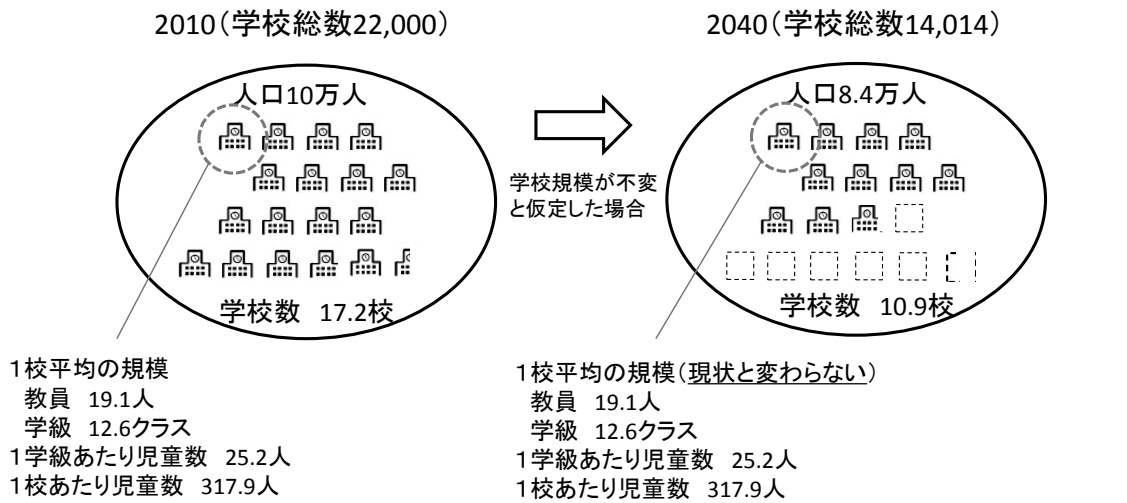 2010（学校総数22,000）
人口10万人
学校数 17.2校
1校平均の規模
教員 19.1人
学級 12.6クラス
1学級あたり児童数 25.2人
1校あたり児童数 317.9人
学校規模が不変
と仮定した場合
2040（学校総数14,014）
人口8.4万人
学校数 10.9校
1校平均の規模（現状と変わらない）
教員 19.1人
学級 12.6クラス
1学級あたり児童数 25.2人
1校あたり児童数 317.9人